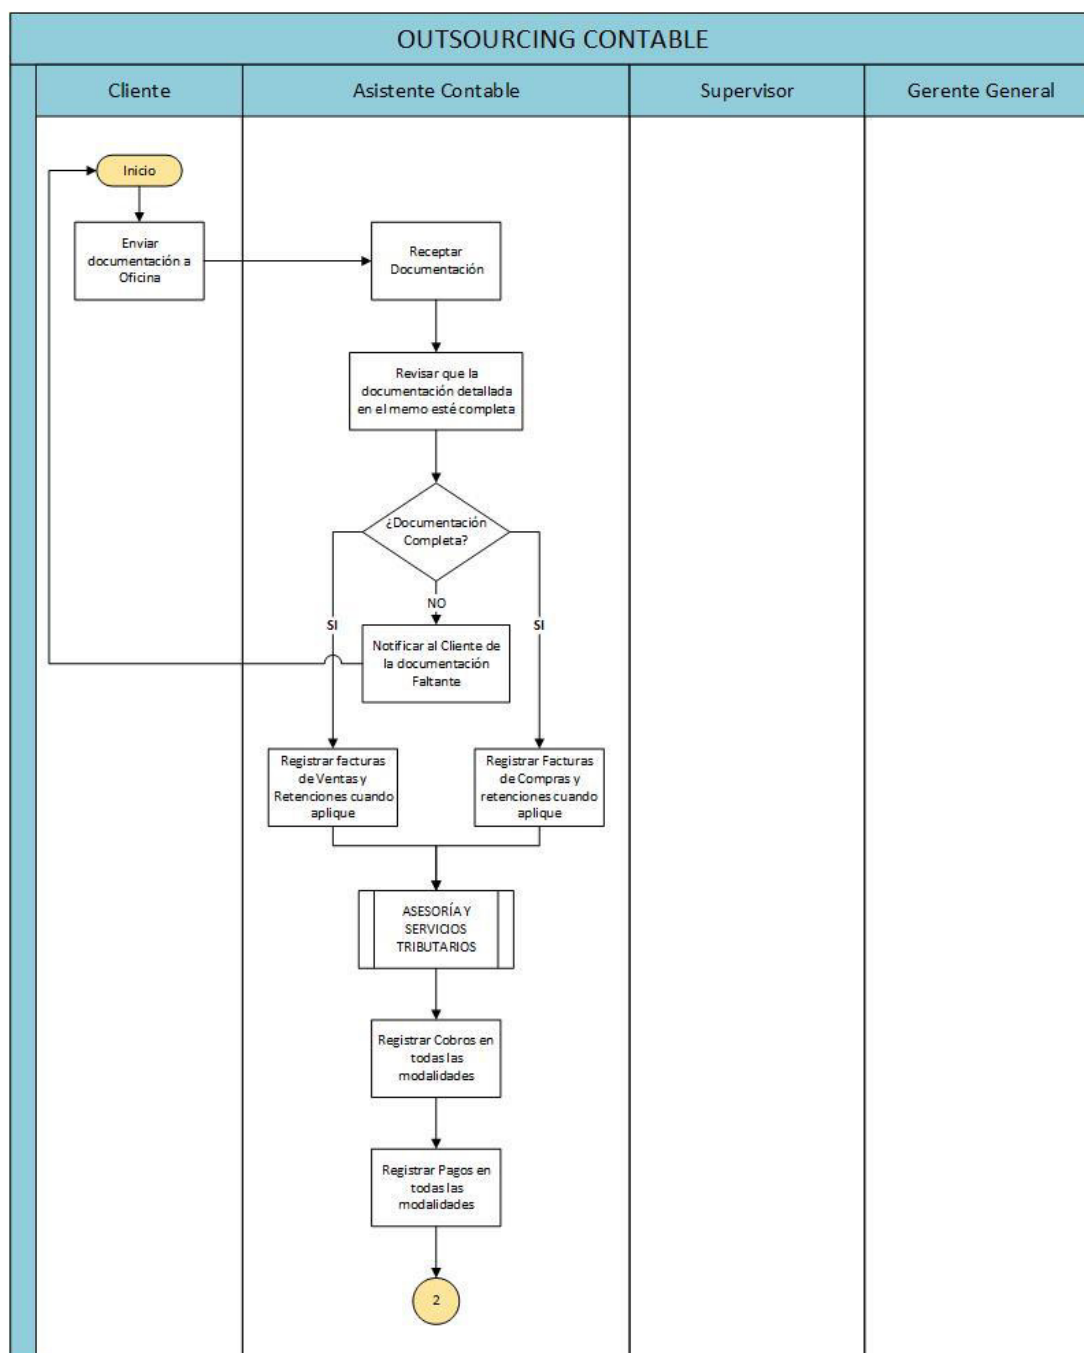 OUTSOURCING CONTABLE
Cliente
Asistente Contable
Supervisor
Gerente General
Inicio
Enviar
documentación a
Oficina
Receptar
Documentación
Revisar que la
documentación detallada
en el memo esté completa
¿Documentación
Completa?
NO
SI
SI
Notificar al Cliente de
la documentación
Faltante
Registrar facturas
de Ventas y
Retenciones cuando
aplique
Registrar Facturas
de Compras y
retenciones cuando
aplique
ASESORÍA Y
SERVICIOS
TRIBUTARIOS
Registrar Cobros en
todas las
modalidades
Registrar Pagos en
todas las
modalidades
2